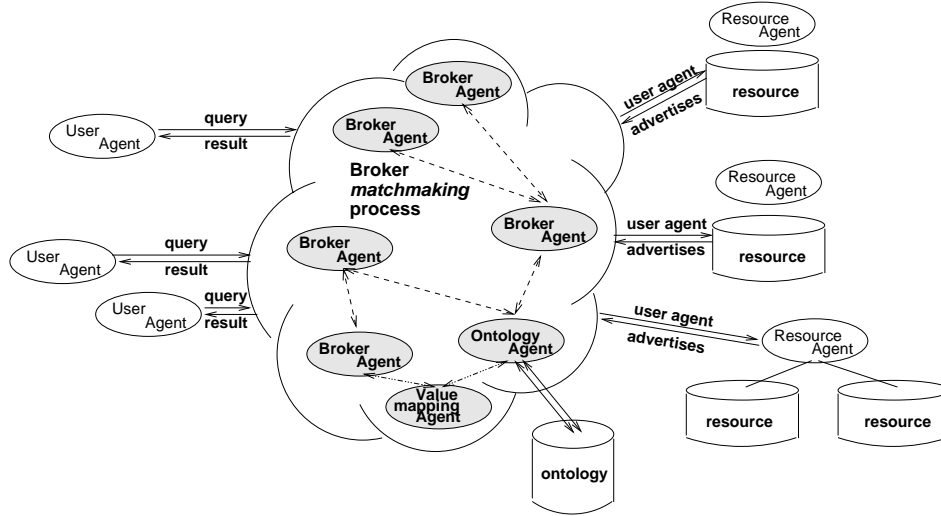 Resource
Agent
resource
user agent
advertises
Broker
Agent
Broker
Agent
query
result
User
Agent
Broker
matchmaking
process
Resource
Agent
resource
user agent
advertises
Broker
Agent
Broker
Agent
query
result
User
Agent
query
result
User
Agent
user agent
advertises
Resource
Agent
resource
resource
Broker
Agent
Ontology
Agent
Value
mapping
Agent
ontology